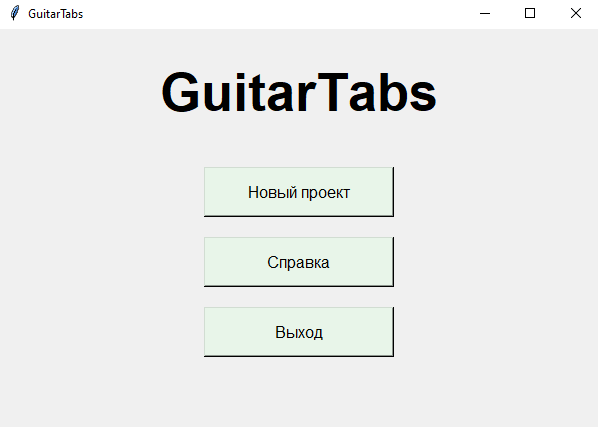 GuitarTabs
GuitarTabs
Новый проект
Справка
Выход